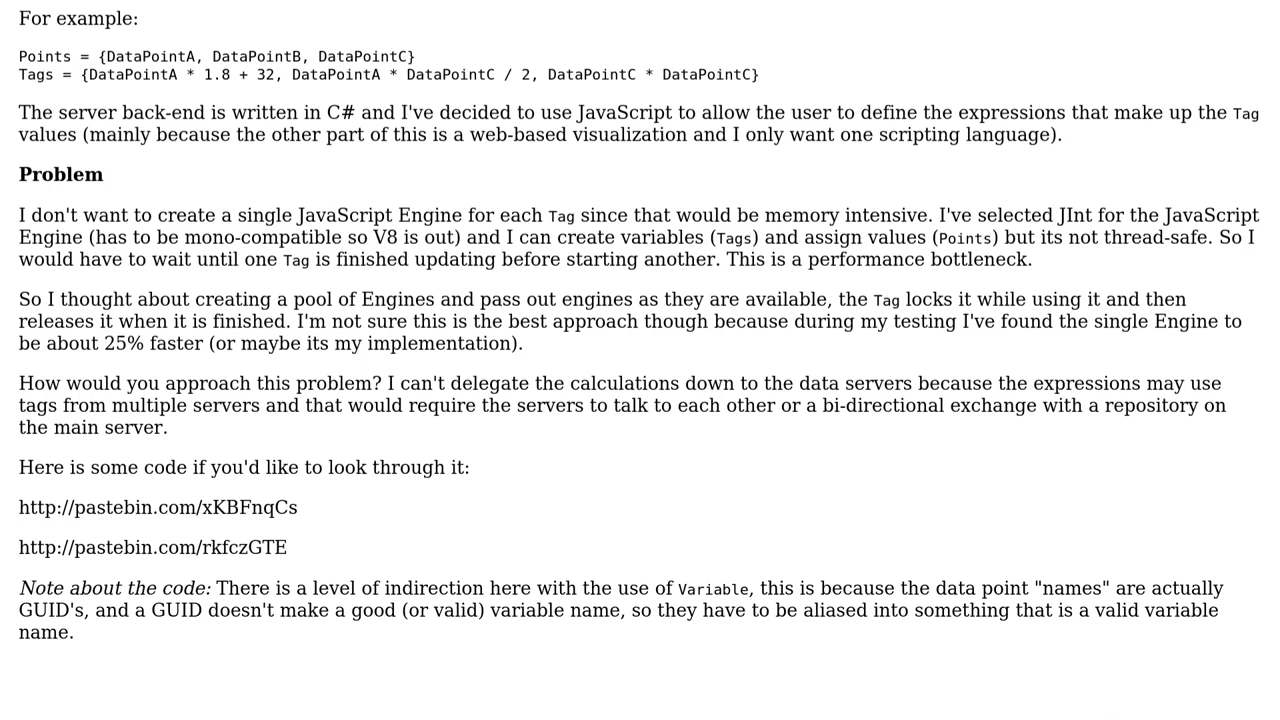 For example:
Points = {DataPointA, DataPointB, DataPointC}
Tags = {DataPointA * 1.8 + 32, DataPointA * DataPointC / 2, DataPointC * DataPointC}
The server back-end is written in C# and I've decided to use JavaScript to allow the user to define the expressions that make up the Tag
values (mainly because the other part of this is a web-based visualization and I only want one scripting language).
Problem
I don't want to create a single JavaScript Engine for each Tag since that would be memory intensive. I've selected JInt for the JavaScript
Engine (has to be mono-compatible so V8 is out) and I can create variables (Tags) and assign values (Points) but its not thread-safe. So I
would have to wait until one Tag is finished updating before starting another. This is a performance bottleneck.
So I thought about creating a pool of Engines and pass out engines as they are available, the Tag locks it while using it and then
releases it when it is finished. I'm not sure this is the best approach though because during my testing I've found the single Engine to
be about 25% faster (or maybe its my implementation).
How would you approach this problem? I can't delegate the calculations down to the data servers because the expressions may use
tags from multiple servers and that would require the servers to talk to each other or a bi-directional exchange with a repository on
the main server.
Here is some code if you'd like to look through it:
http://pastebin.com/xKBFnqCs
http://pastebin.com/rkfczGTE
Note about the code: There is a level of indirection here with the use of Variable, this is because the data point "names" are actually
GUID's, and a GUID doesn't make a good (or valid) variable name, so they have to be aliased into something that is a valid variable
name.